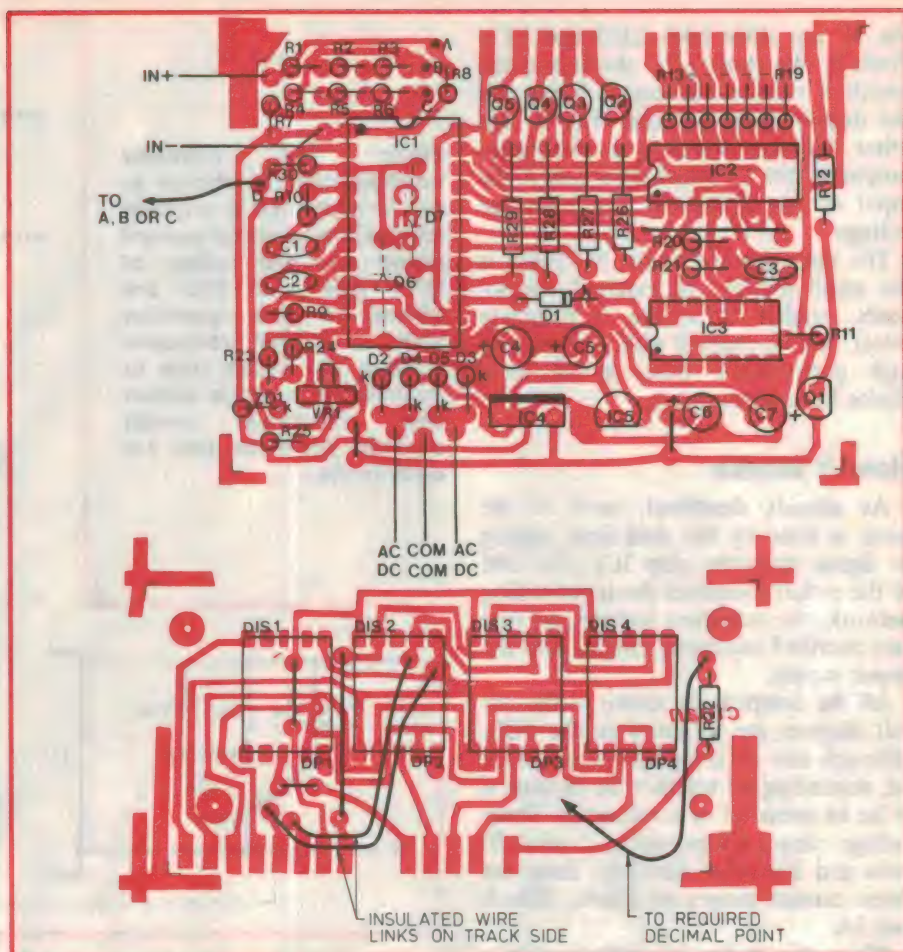 R1 R2 R3 A
IN+
B
R8
R4 R5 R6 C
R7
IN-
IC1
R30
TO
A, B OR C
R10
D7
C1
C2
D6
R9
Q5 Q4 Q3 Q2
R13 - - - - - R19
IC2
R12
R29 R28 R27 R26
R20
R21
C3
D1
IC3
R11
R23 R24
D2 D4 D5 D3
k k
k k
+ C4 + C5
ZD1 k
VR1
R25
IC4 IC5
+ C6 C7 + Q1
AC COM AC
DC COM DC
DIS.1 DIS.2 DIS.3 DIS.4
R22
DP1 DP2 DP3 DP4
INSULATED WIRE
LINKS ON TRACK SIDE
TO REQUIRED
DECIMAL POINT